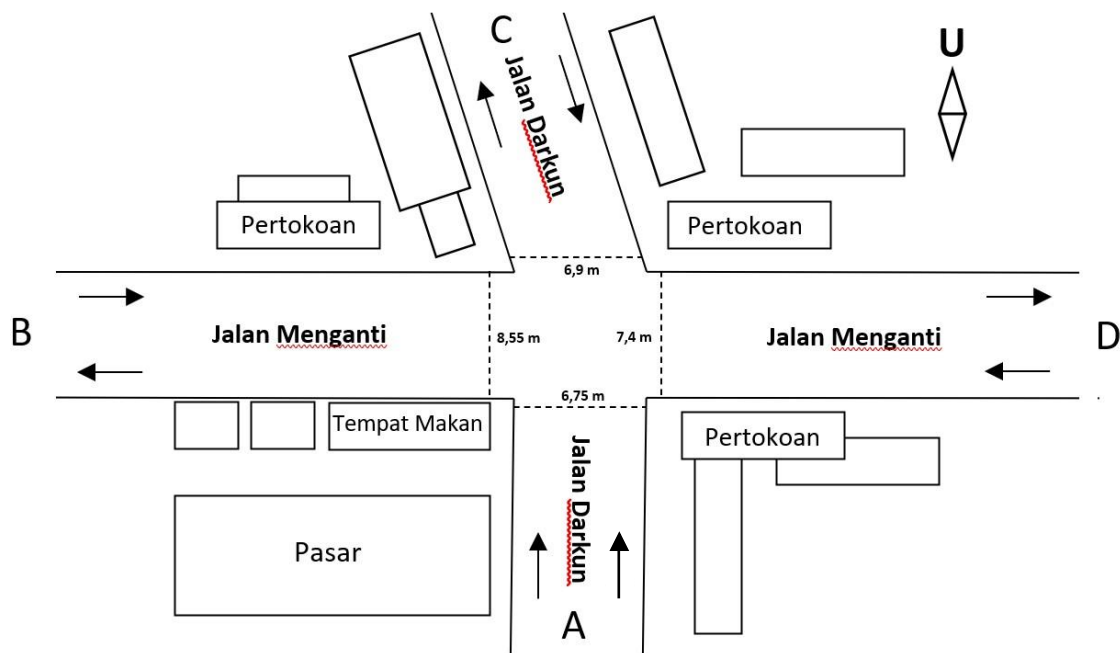 C
U
Jalan Darkun
Pertokoan
Pertokoan
6,9 m
B
Jalan Menganti
8,55 m
7,4 m
Jalan Menganti
D
6,75 m
Tempat Makan
Pertokoan
Jalan Darkun
Pasar
A